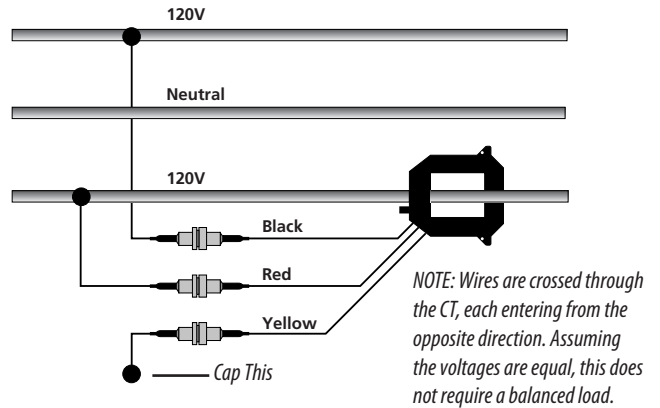 120V
Neutral
120V
Black
Red
Yellow
Cap This
NOTE: Wires are crossed through
the CT, each entering from the
opposite direction. Assuming
the voltages are equal, this does
not require a balanced load.